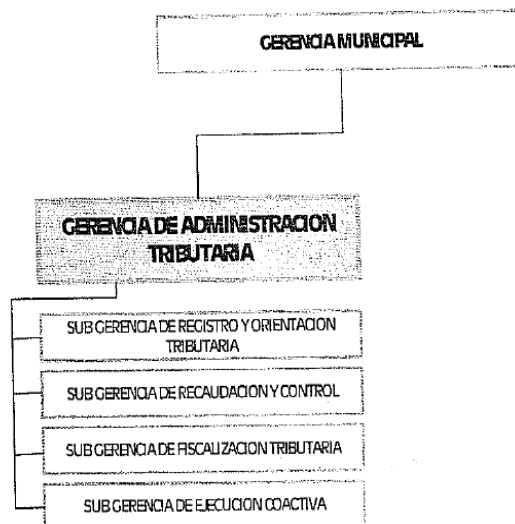 GERENCIA MUNICIPAL
GERENCIA DE ADMINISTRACION
TRIBUTARIA
SUB GERENCIA DE REGISTRO Y ORIENTACION
TRIBUTARIA
SUB GERENCIA DE RECAUDACION Y CONTROL
SUB GERENCIA DE FISCALIZACION TRIBUTARIA
SUB GERENCIA DE EJECUCION COACTIVA